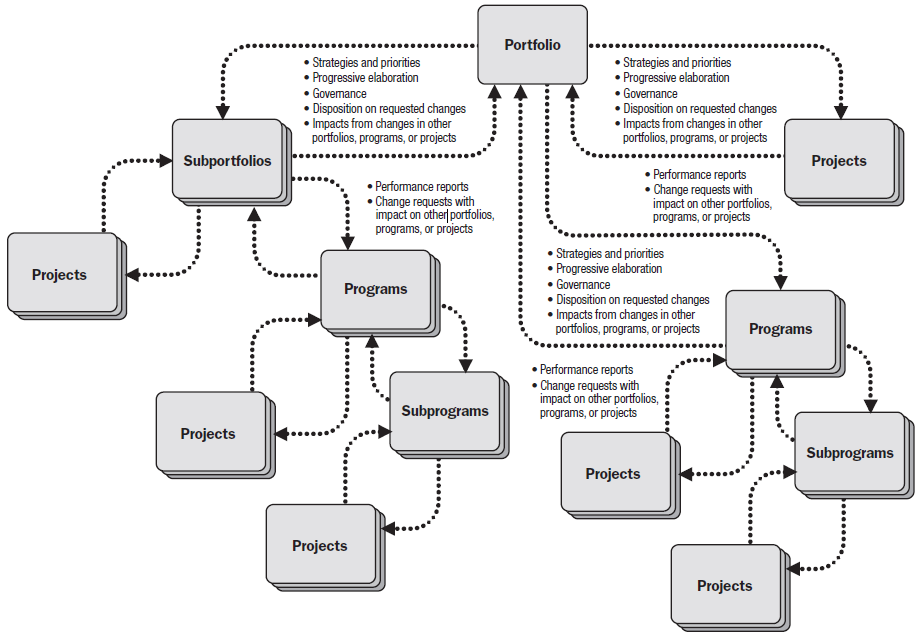 Portfolio
• Strategies and priorities
• Progressive elaboration
• Governance
• Disposition on requested changes
• Impacts from changes in other
portfolios, programs, or projects
• Strategies and priorities
• Progressive elaboration
• Governance
• Disposition on requested changes
• Impacts from changes in other
portfolios, programs, or projects
Subportfolios
Projects
• Performance reports
• Change requests with
impact on other portfolios,
programs, or projects
• Performance reports
• Change requests with
impact on other portfolios,
programs, or projects
Projects
Programs
• Strategies and priorities
• Progressive elaboration
• Governance
• Disposition on requested changes
• Impacts from changes in other
portfolios, programs, or projects
Programs
• Performance reports
• Change requests with
impact on other portfolios,
programs, or projects
Projects
Subprograms
Projects
Subprograms
Projects
Projects